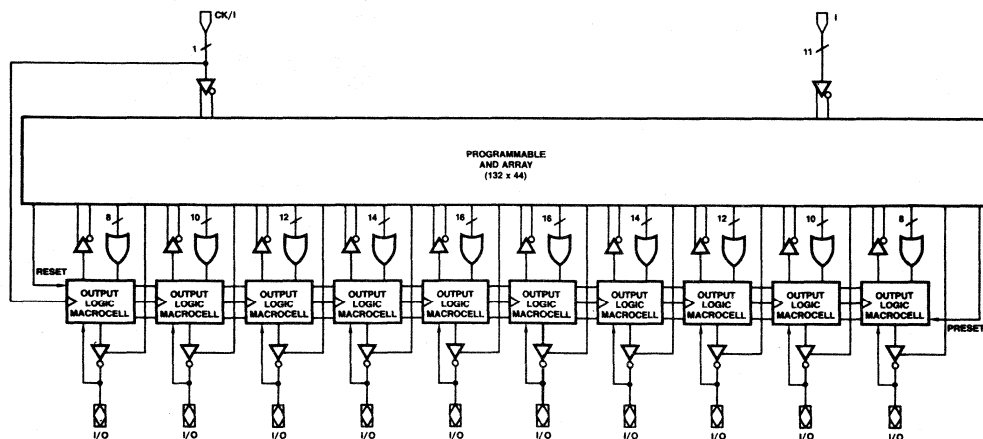 CK/I
I
1
11
PROGRAMMABLE
AND ARRAY
(132 x 44)
8
10
12
14
16
16
14
12
10
8
RESET
OUTPUT
LOGIC
MACROCELL
OUTPUT
LOGIC
MACROCELL
OUTPUT
LOGIC
MACROCELL
OUTPUT
LOGIC
MACROCELL
OUTPUT
LOGIC
MACROCELL
OUTPUT
LOGIC
MACROCELL
OUTPUT
LOGIC
MACROCELL
OUTPUT
LOGIC
MACROCELL
OUTPUT
LOGIC
MACROCELL
OUTPUT
LOGIC
MACROCELL
PRESET
I/O
I/O
I/O
I/O
I/O
I/O
I/O
I/O
I/O
I/O